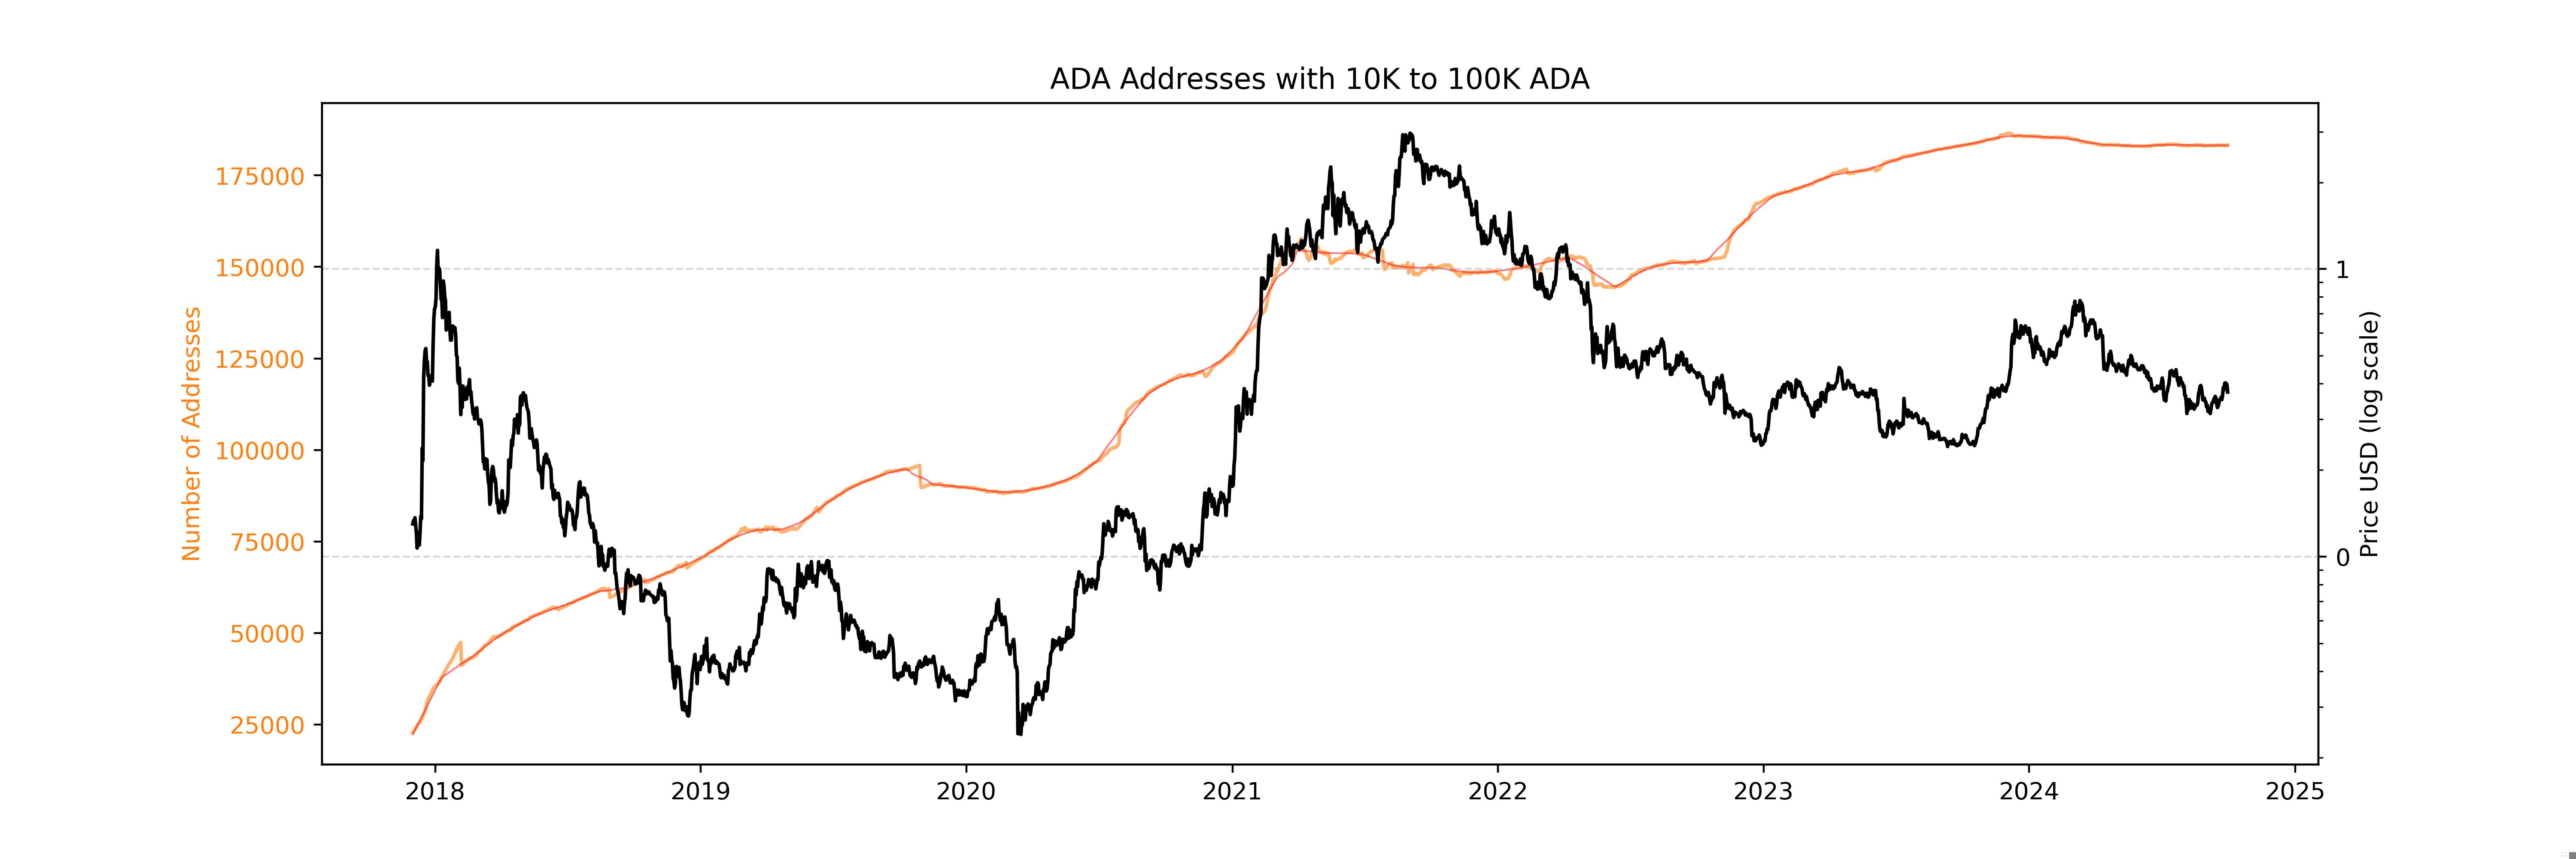 ADA Addresses with 10K to 100K ADA
Number of Addresses
175000
150000
125000
100000
75000
50000
25000
1
0
Price USD (log scale)
2018 2019 2020 2021 2022 2023 2024 2025